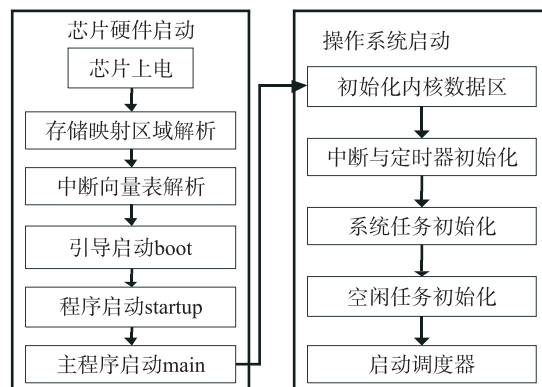 芯片硬件启动
芯片上电
存储映射区域解析
中断向量表解析
引导启动boot
程序启动startup
主程序启动main
操作系统启动
初始化内核数据区
中断与定时器初始化
系统任务初始化
空闲任务初始化
启动调度器